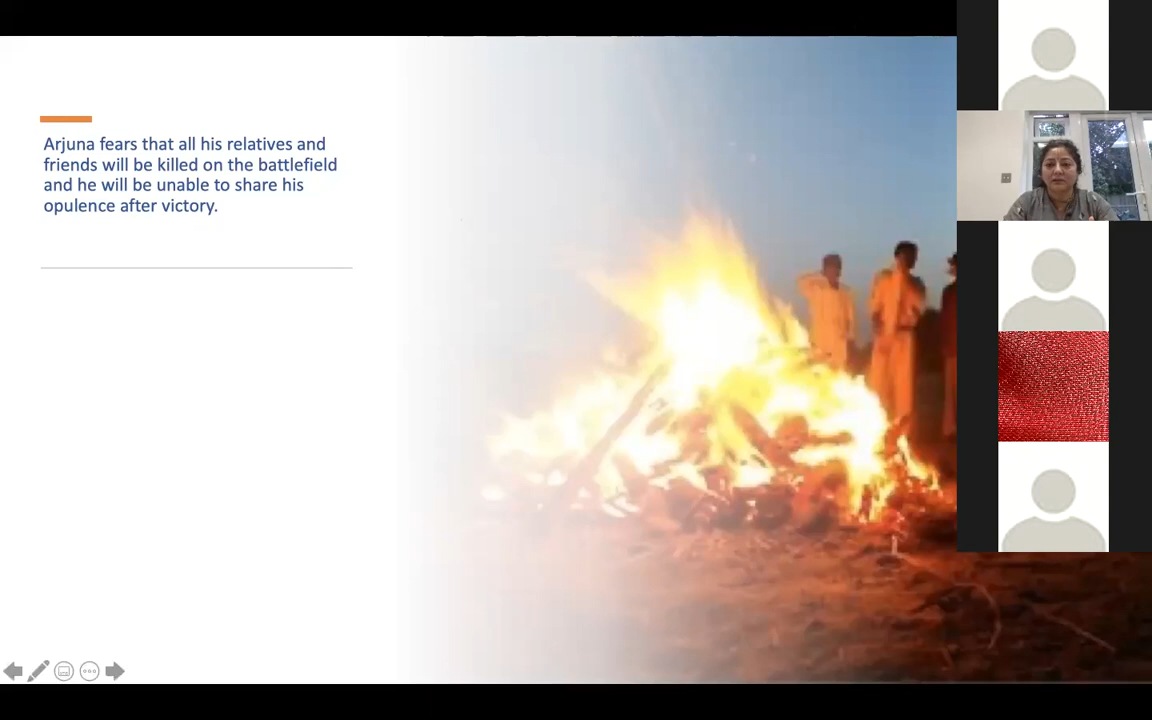 Arjuna fears that all his relatives and
friends will be killed on the battlefield
and he will be unable to share his
opulence after victory.